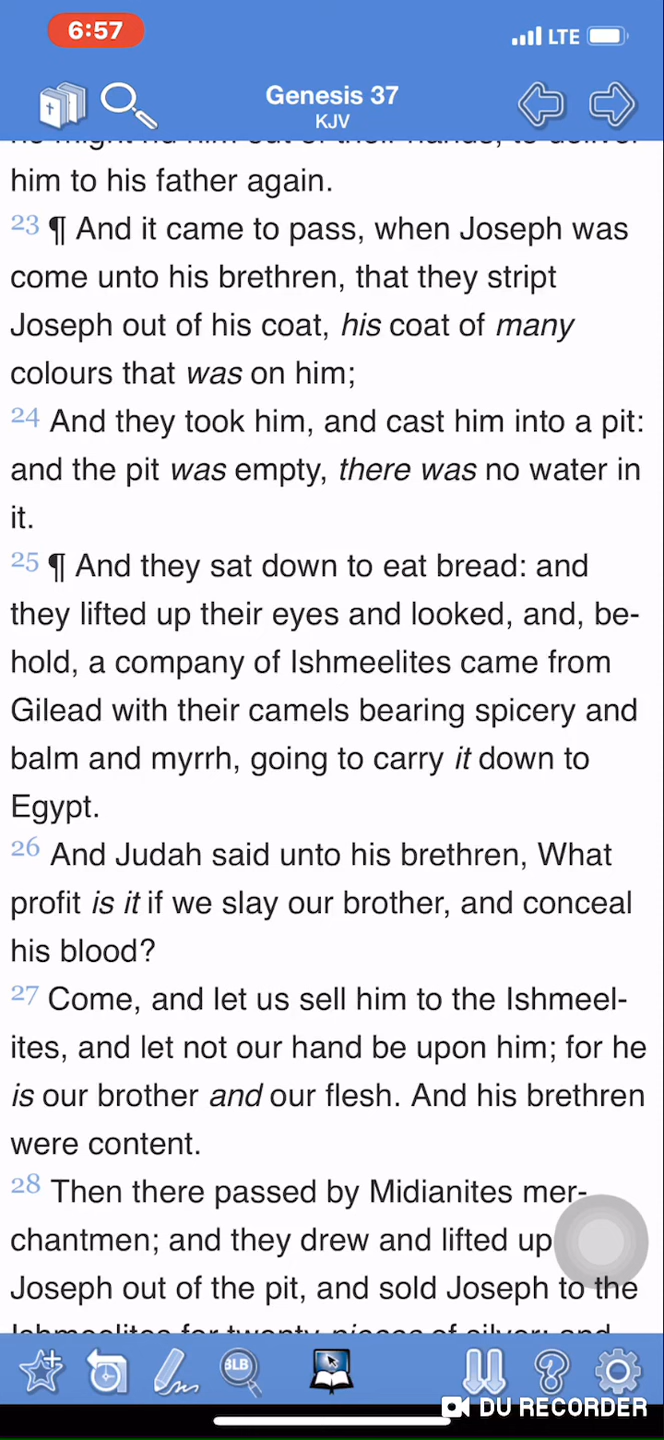 6:57
LTE
Genesis 37
KJV
him to his father again.
23 ¶ And it came to pass, when Joseph was
come unto his brethren, that they stript
Joseph out of his coat, his coat of many
colours that was on him;
24 And they took him, and cast him into a pit:
and the pit was empty, there was no water in
it.
25 ¶ And they sat down to eat bread: and
they lifted up their eyes and looked, and, be-
hold, a company of Ishmeelites came from
Gilead with their camels bearing spicery and
balm and myrrh, going to carry it down to
Egypt.
26 And Judah said unto his brethren, What
profit is it if we slay our brother, and conceal
his blood?
27 Come, and let us sell him to the Ishmeel-
ites, and let not our hand be upon him; for he
is our brother and our flesh. And his brethren
were content.
28 Then there passed by Midianites mer-
chantmen; and they drew and lifted up
Joseph out of the pit, and sold Joseph to the
Ishmeelites for twenty pieces of silver: and
BLB
DU RECORDER